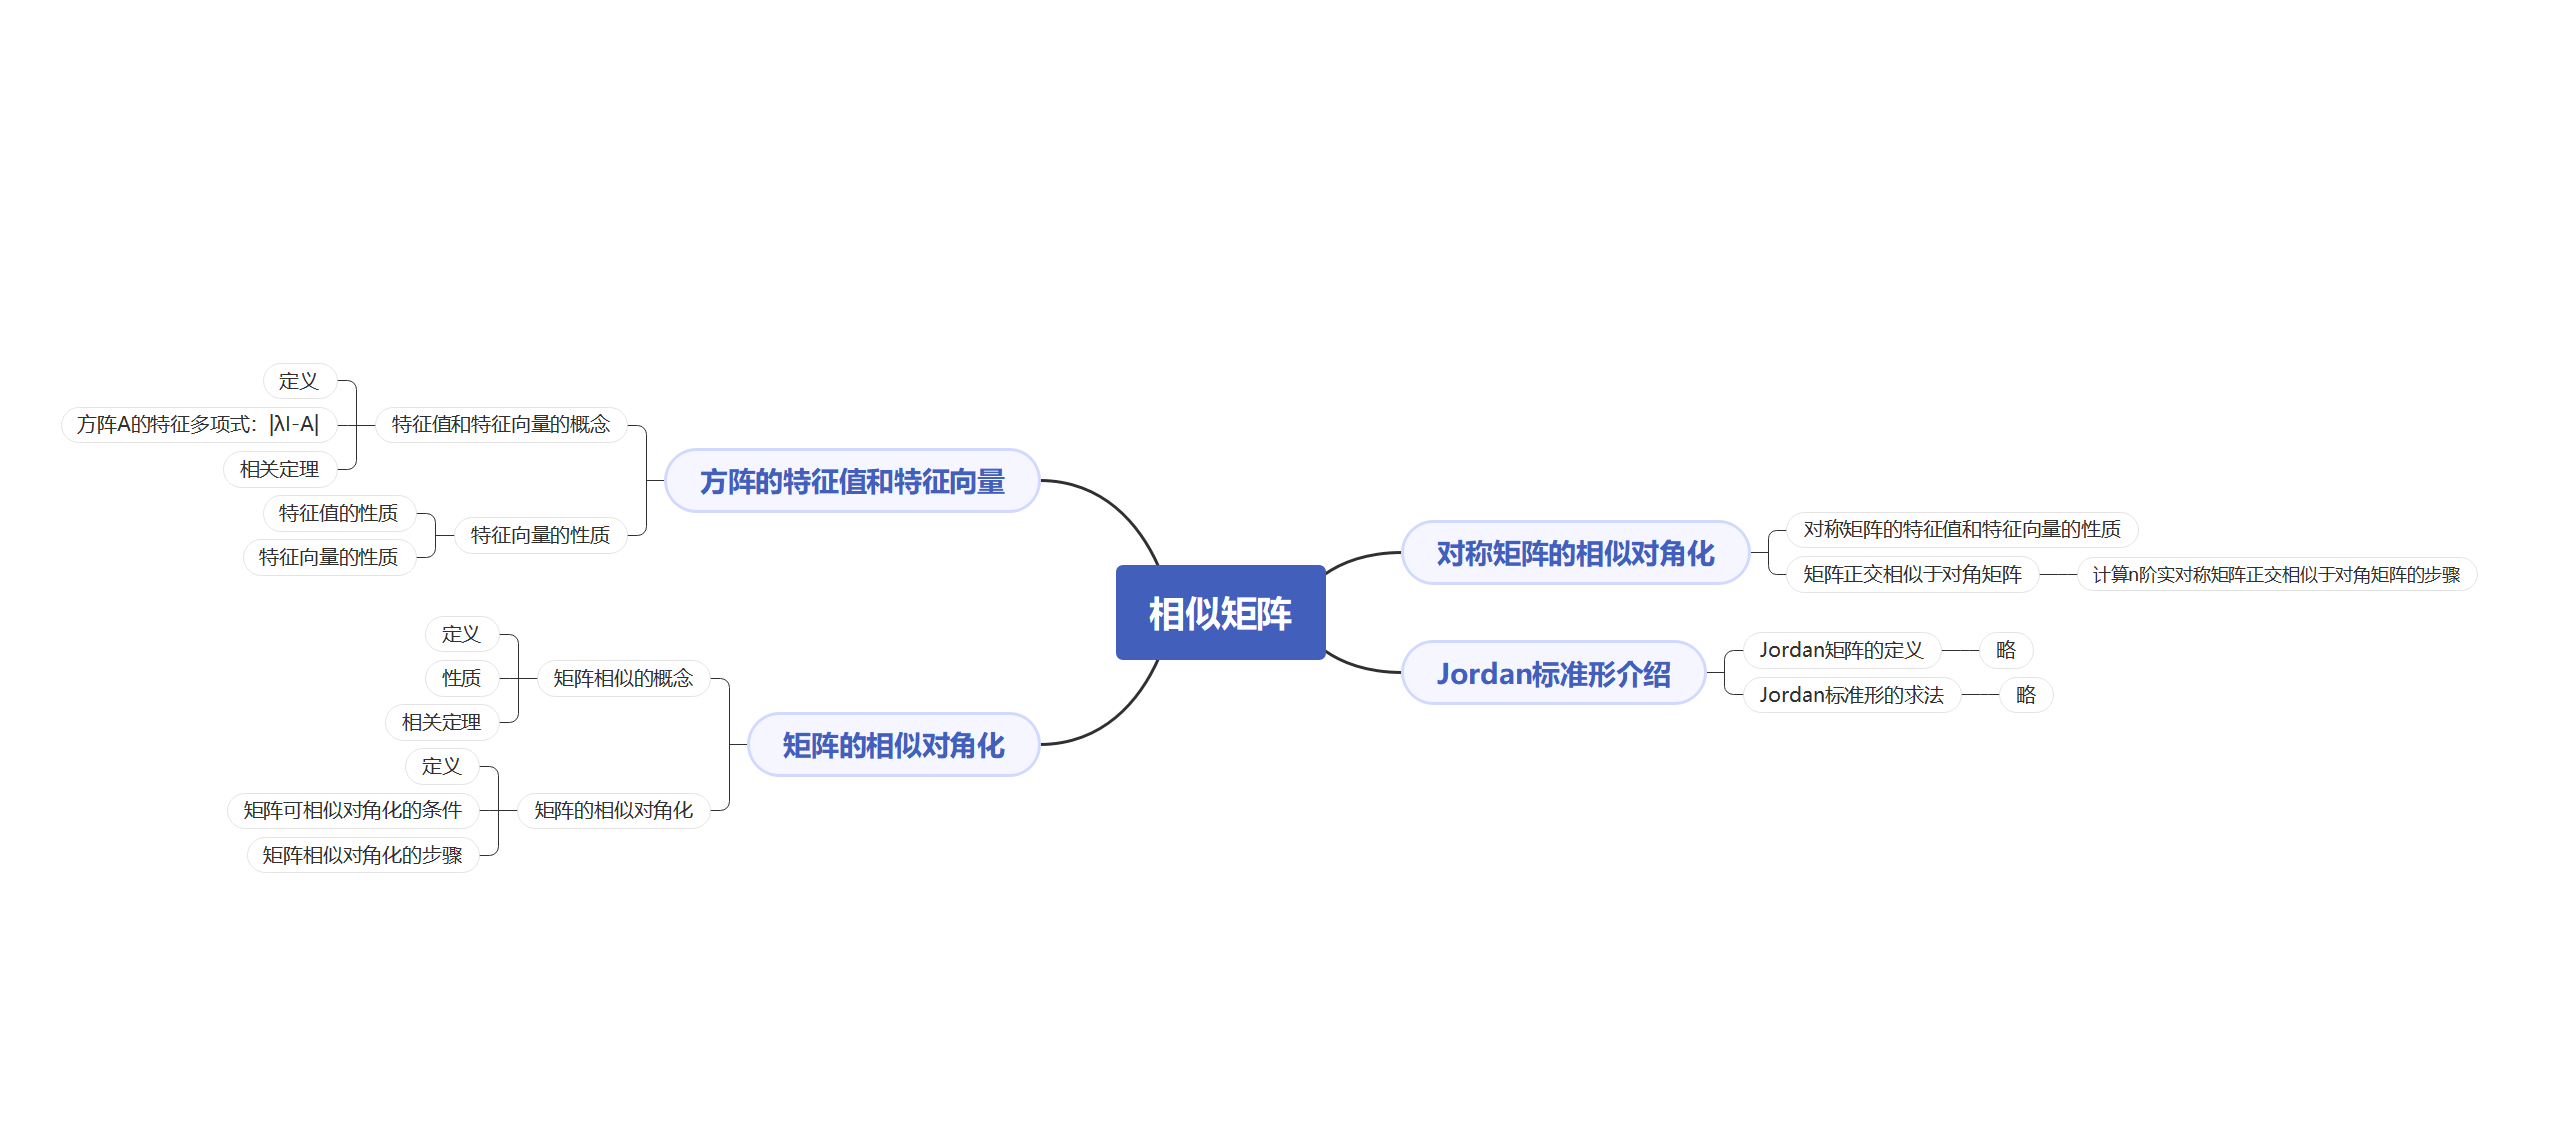 相似矩阵
方阵的特征值和特征向量
特征值和特征向量的概念
定义
方阵A的特征多项式：|λI-A|
相关定理
特征向量的性质
特征值的性质
特征向量的性质
矩阵的相似对角化
矩阵相似的概念
定义
性质
相关定理
矩阵的相似对角化
定义
矩阵可相似对角化的条件
矩阵相似对角化的步骤
对称矩阵的相似对角化
对称矩阵的特征值和特征向量的性质
矩阵正交相似于对角矩阵
计算n阶实对称矩阵正交相似于对角矩阵的步骤
Jordan标准形介绍
Jordan矩阵的定义
略
Jordan标准形的求法
略